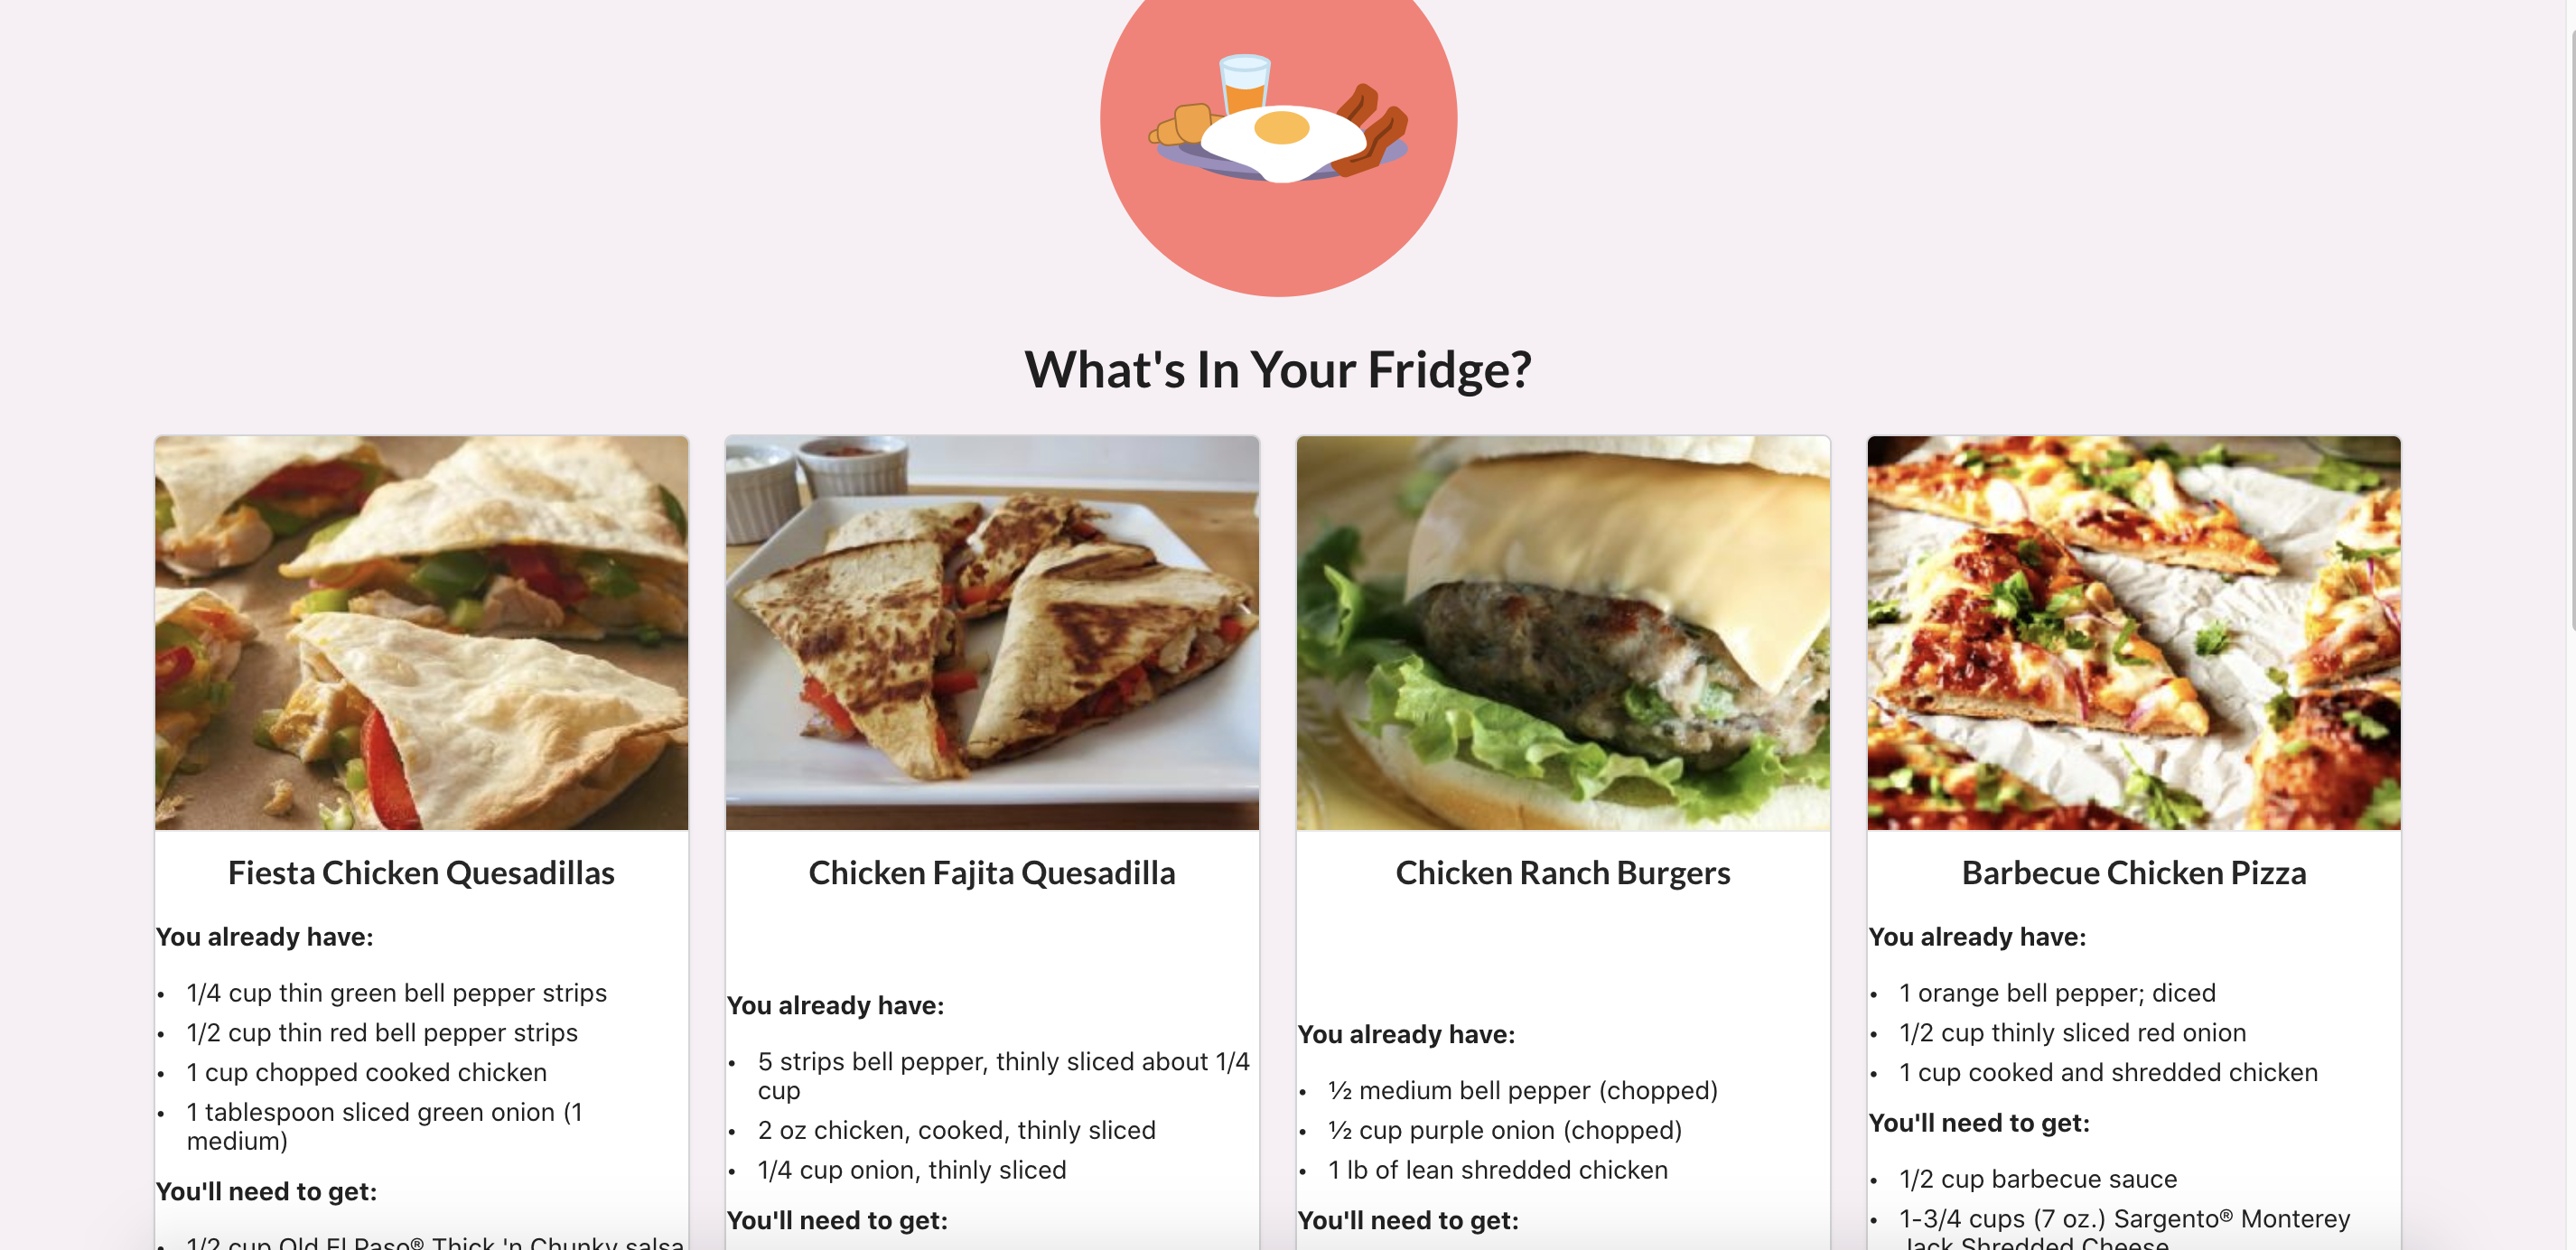 What's In Your Fridge?
Fiesta Chicken Quesadillas
You already have:
• 1/4 cup thin green bell pepper strips
• 1/2 cup thin red bell pepper strips
• 1 cup chopped cooked chicken
• 1 tablespoon sliced green onion (1
medium)
You'll need to get:
• 1/2 cup Old El Paso® Thick 'n Chunky salsa
Chicken Fajita Quesadilla
You already have:
• 5 strips bell pepper, thinly sliced about 1/4
cup
• 2 oz chicken, cooked, thinly sliced
• 1/4 cup onion, thinly sliced
You'll need to get:
Chicken Ranch Burgers
You already have:
• ½ medium bell pepper (chopped)
• ½ cup purple onion (chopped)
• 1 lb of lean shredded chicken
You'll need to get:
Barbecue Chicken Pizza
You already have:
• 1 orange bell pepper; diced
• 1/2 cup thinly sliced red onion
• 1 cup cooked and shredded chicken
You'll need to get:
• 1/2 cup barbecue sauce
• 1-3/4 cups (7 oz.) Sargento® Monterey
Jack Shredded Cheese